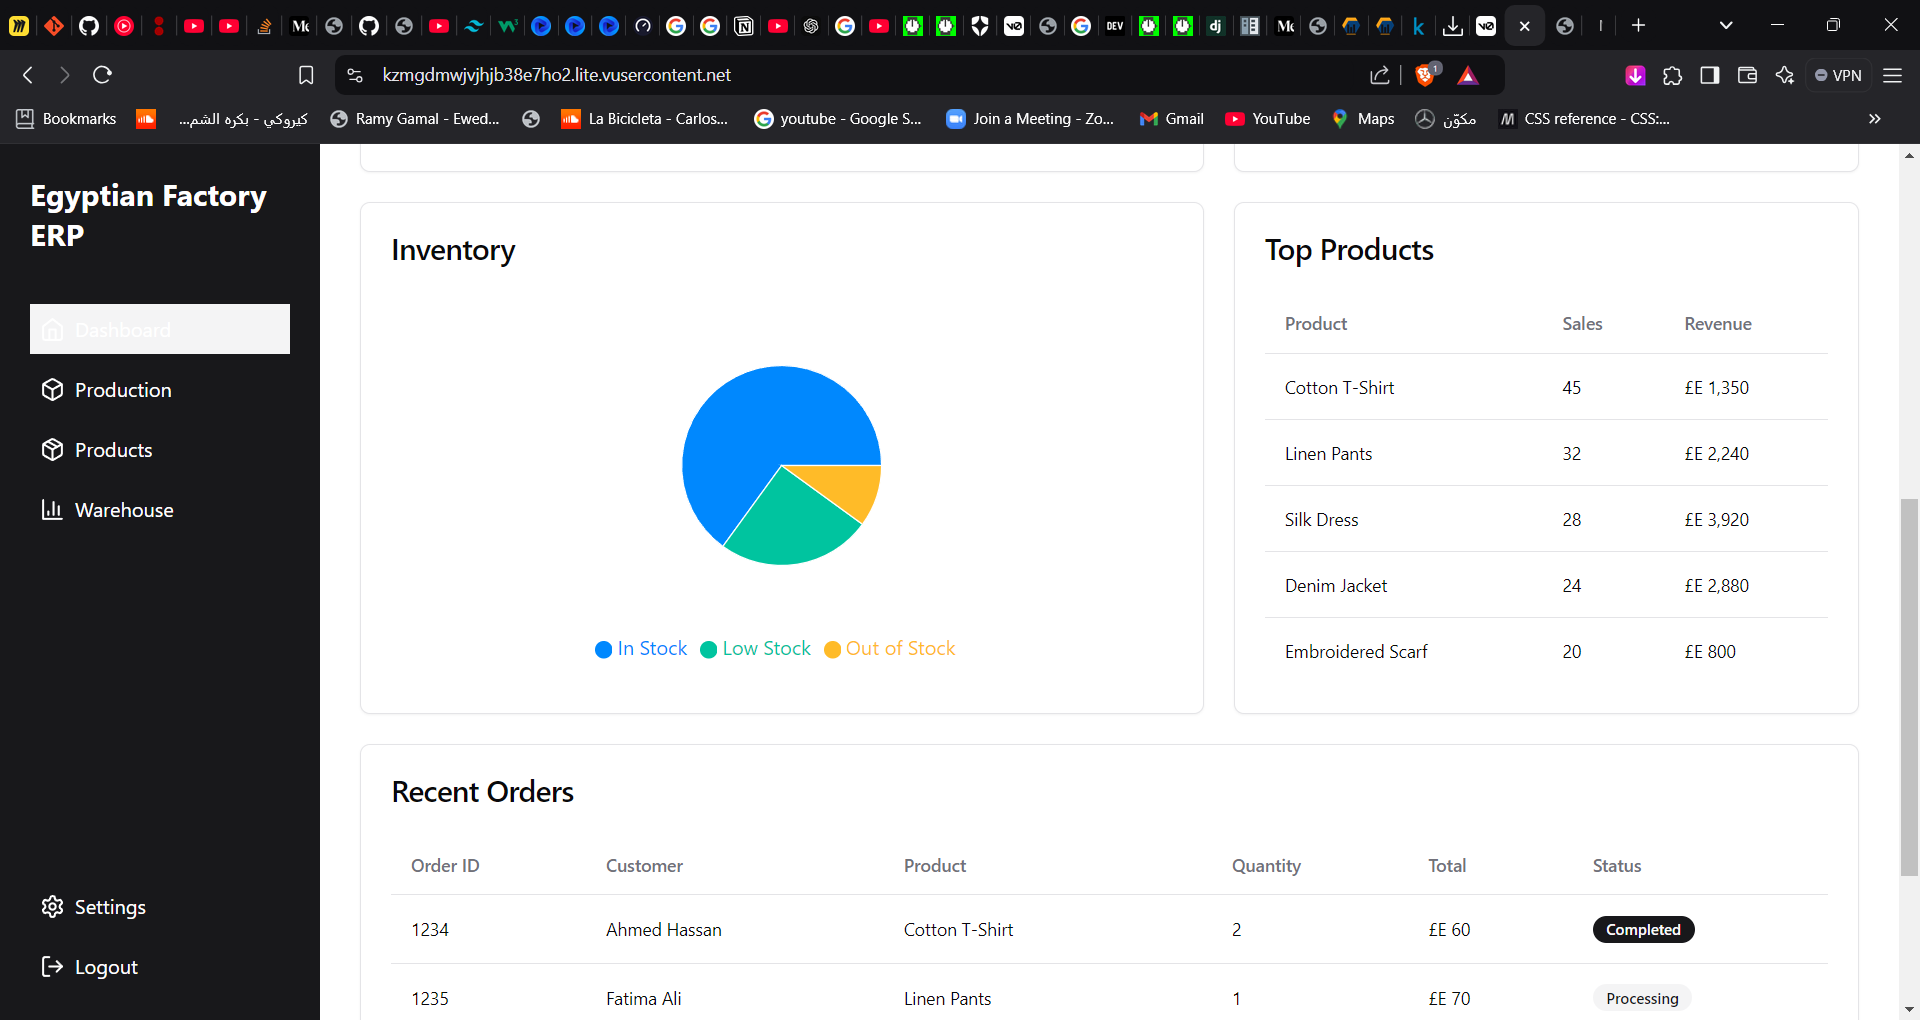 kzmgdmwjvjhjb38e7ho2.lite.vusercontent.net
1
VPN
Bookmarks
كيروكي - بكره الشم...
Ramy Gamal - Ewed...
La Bicicleta - Carlos...
youtube - Google S...
Join a Meeting - Zo...
Gmail
YouTube
Maps
مكوّن
CSS reference - CSS:...
Egyptian Factory
ERP
Dashboard
Production
Products
Warehouse
Settings
Logout
Inventory
In Stock
Low Stock
Out of Stock
Top Products
Product Sales Revenue
Cotton T-Shirt 45 £E 1,350
Linen Pants 32 £E 2,240
Silk Dress 28 £E 3,920
Denim Jacket 24 £E 2,880
Embroidered Scarf 20 £E 800
Recent Orders
Order ID Customer Product Quantity Total Status
1234 Ahmed Hassan Cotton T-Shirt 2 £E 60 Completed
1235 Fatima Ali Linen Pants 1 £E 70 Processing